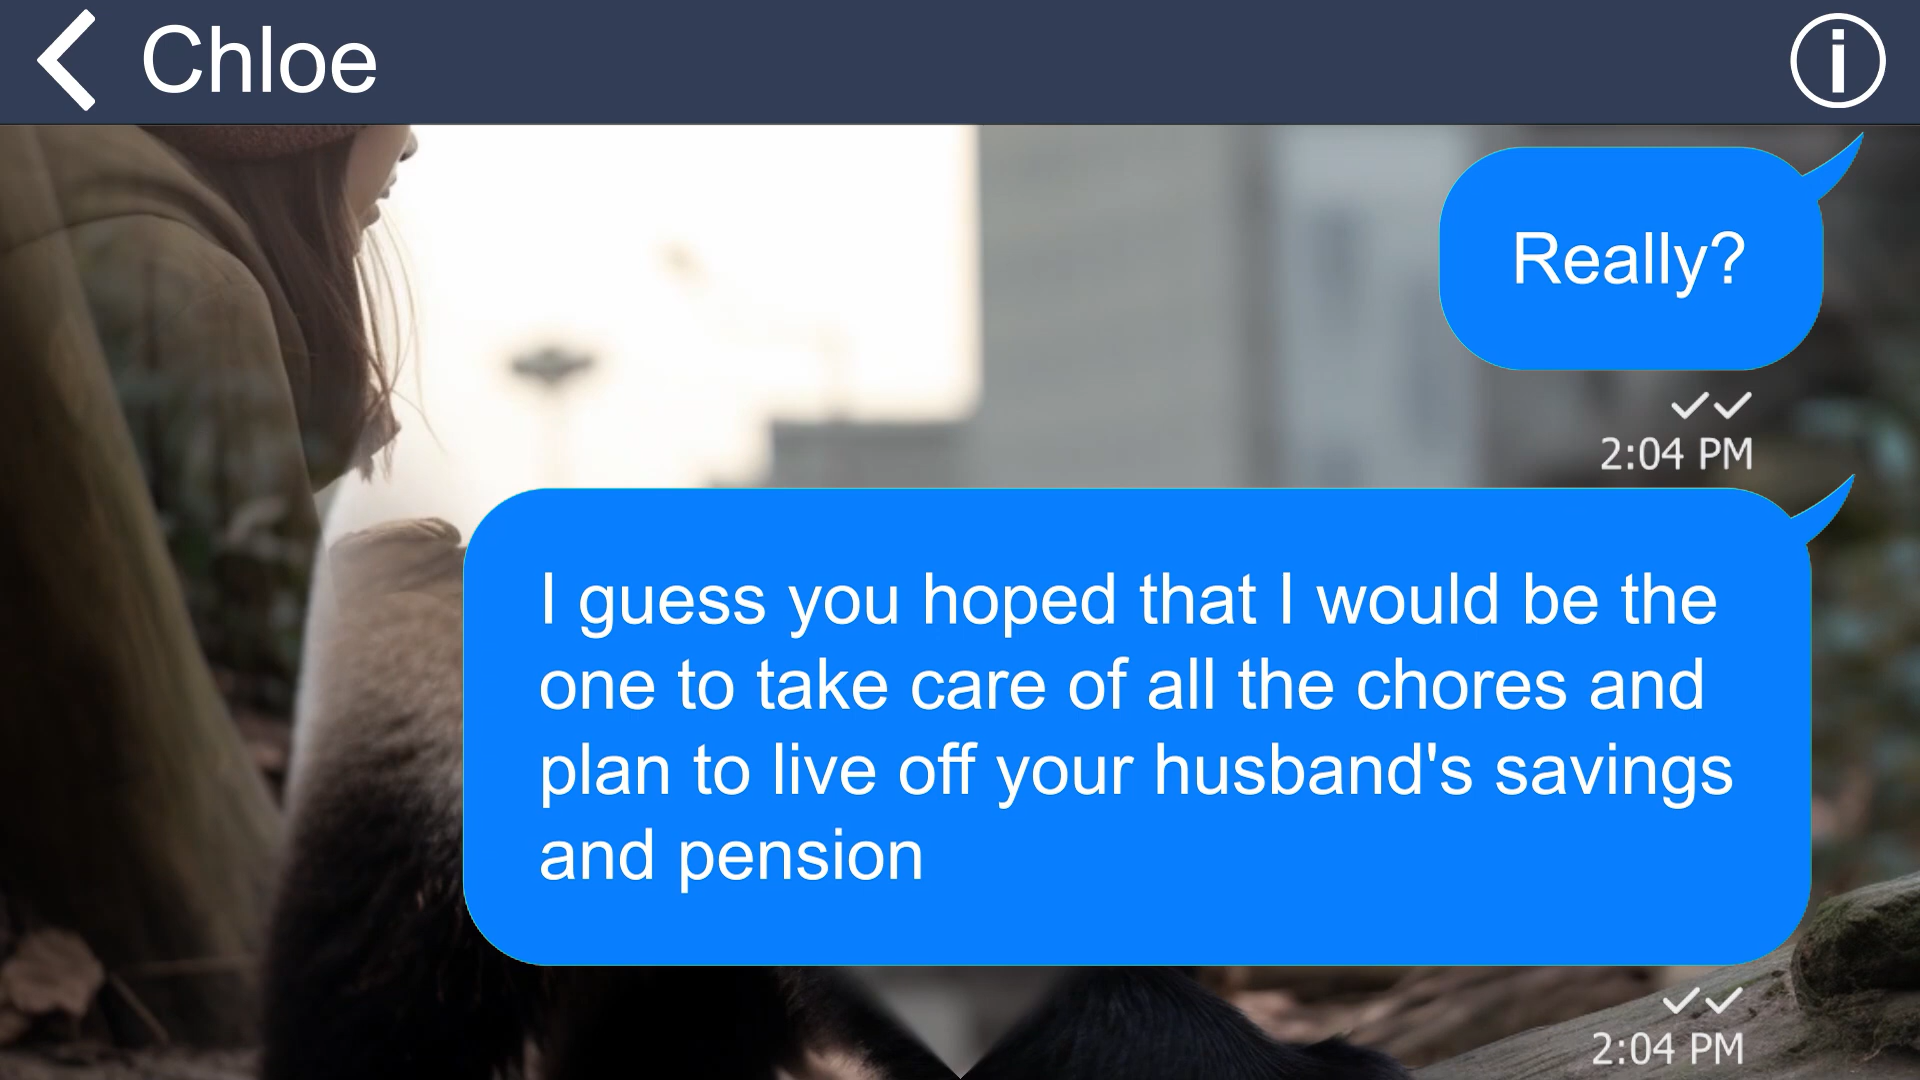 Chloe
Really?
2:04 PM
I guess you hoped that I would be the
one to take care of all the chores and
plan to live off your husband's savings
and pension
2:04 PM